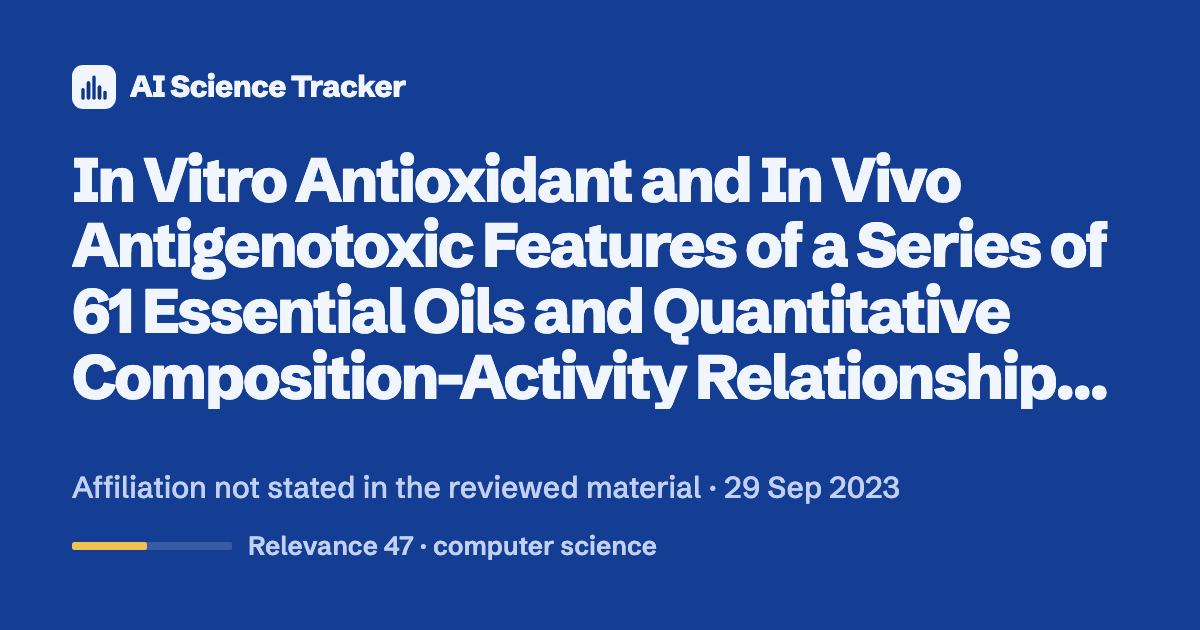 AI Science Tracker
In Vitro Antioxidant and In Vivo
Antigenotoxic Features of a Series of
61 Essential Oils and Quantitative
Composition-Activity Relationship...
Affiliation not stated in the reviewed material · 29 Sep 2023
Relevance 47 · computer science